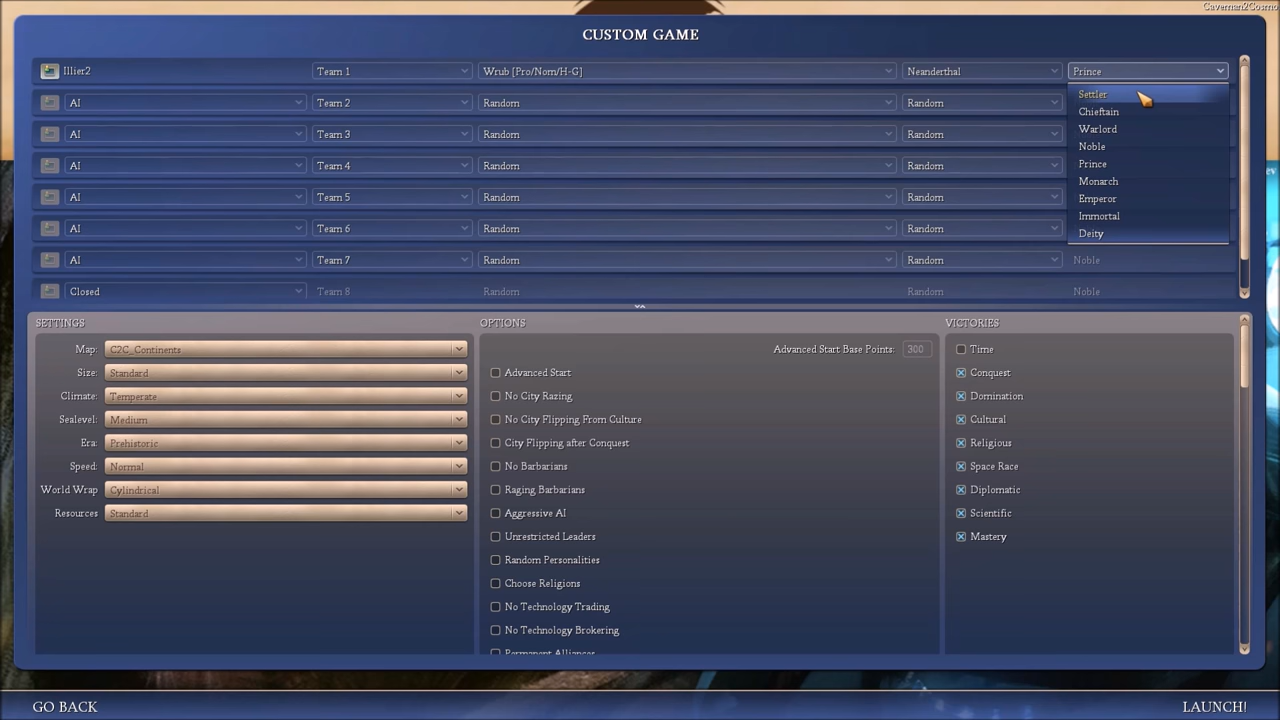 Caveman2Cosmo
CUSTOM GAME
Illier2 Team 1 Wrub [Pro/Nom/H-G] Neanderthal Prince
AI Team 2 Random Random
AI Team 3 Random Random
AI Team 4 Random Random
AI Team 5 Random Random
AI Team 6 Random Random
AI Team 7 Random Random Noble
Closed Team 8 Random Random Noble
Settler
Chieftain
Warlord
Noble
Prince
Monarch
Emperor
Immortal
Deity
SETTINGS
Map: C2C_Continents
Size: Standard
Climate: Temperate
Sealevel: Medium
Era: Prehistoric
Speed: Normal
World Wrap Cylindrical
Resources Standard
OPTIONS
Advanced Start Base Points: 300
Advanced Start
No City Razing
No City Flipping From Culture
City Flipping after Conquest
No Barbarians
Raging Barbarians
Aggressive AI
Unrestricted Leaders
Random Personalities
Choose Religions
No Technology Trading
No Technology Brokering
Permanent Alliances
VICTORIES
Time
Conquest
Domination
Cultural
Religious
Space Race
Diplomatic
Scientific
Mastery
GO BACK
LAUNCH!